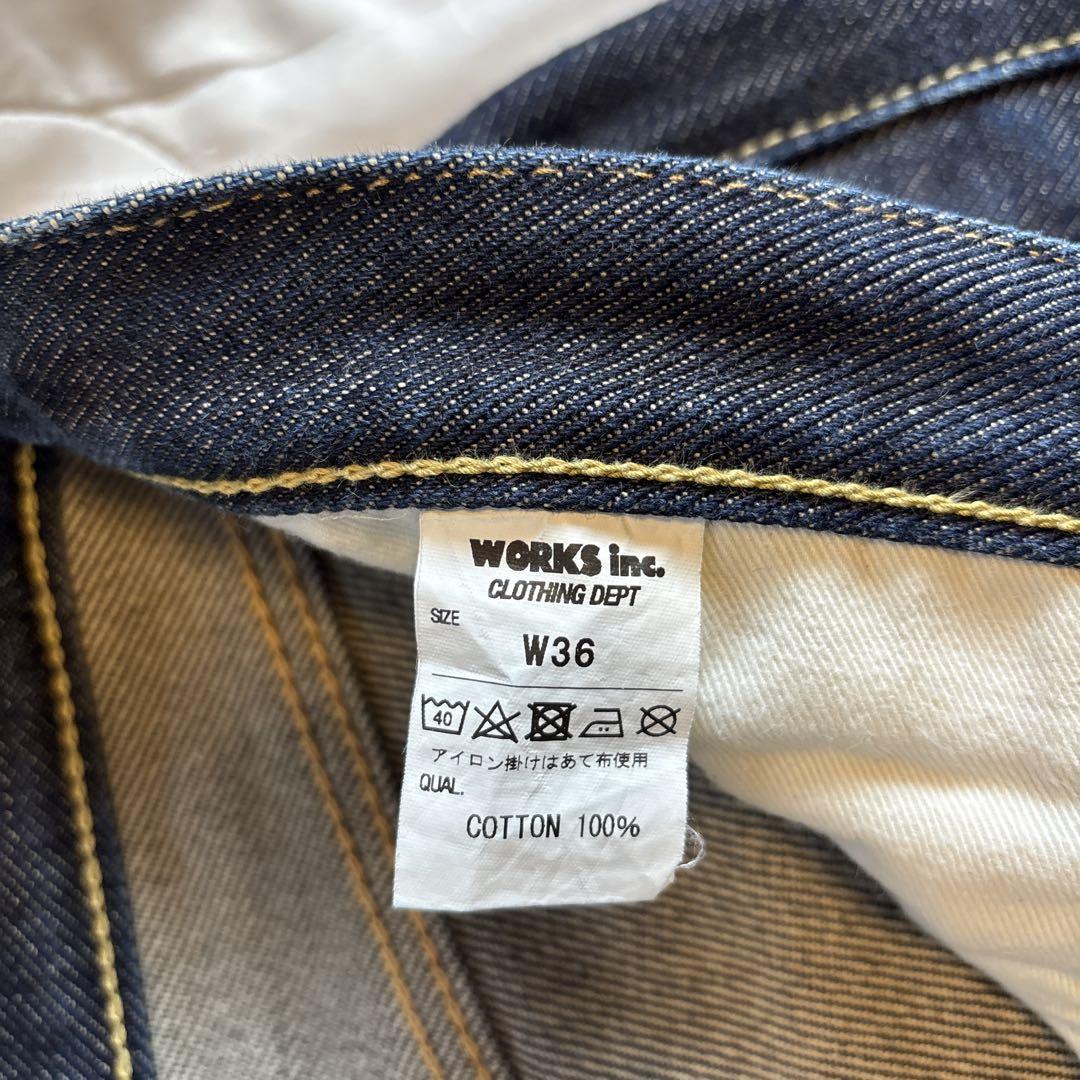 WORKS inc.
CLOTHING DEPT
SIZE
W36
40
アイロン掛けはあて布使用
QUAL.
COTTON 100%